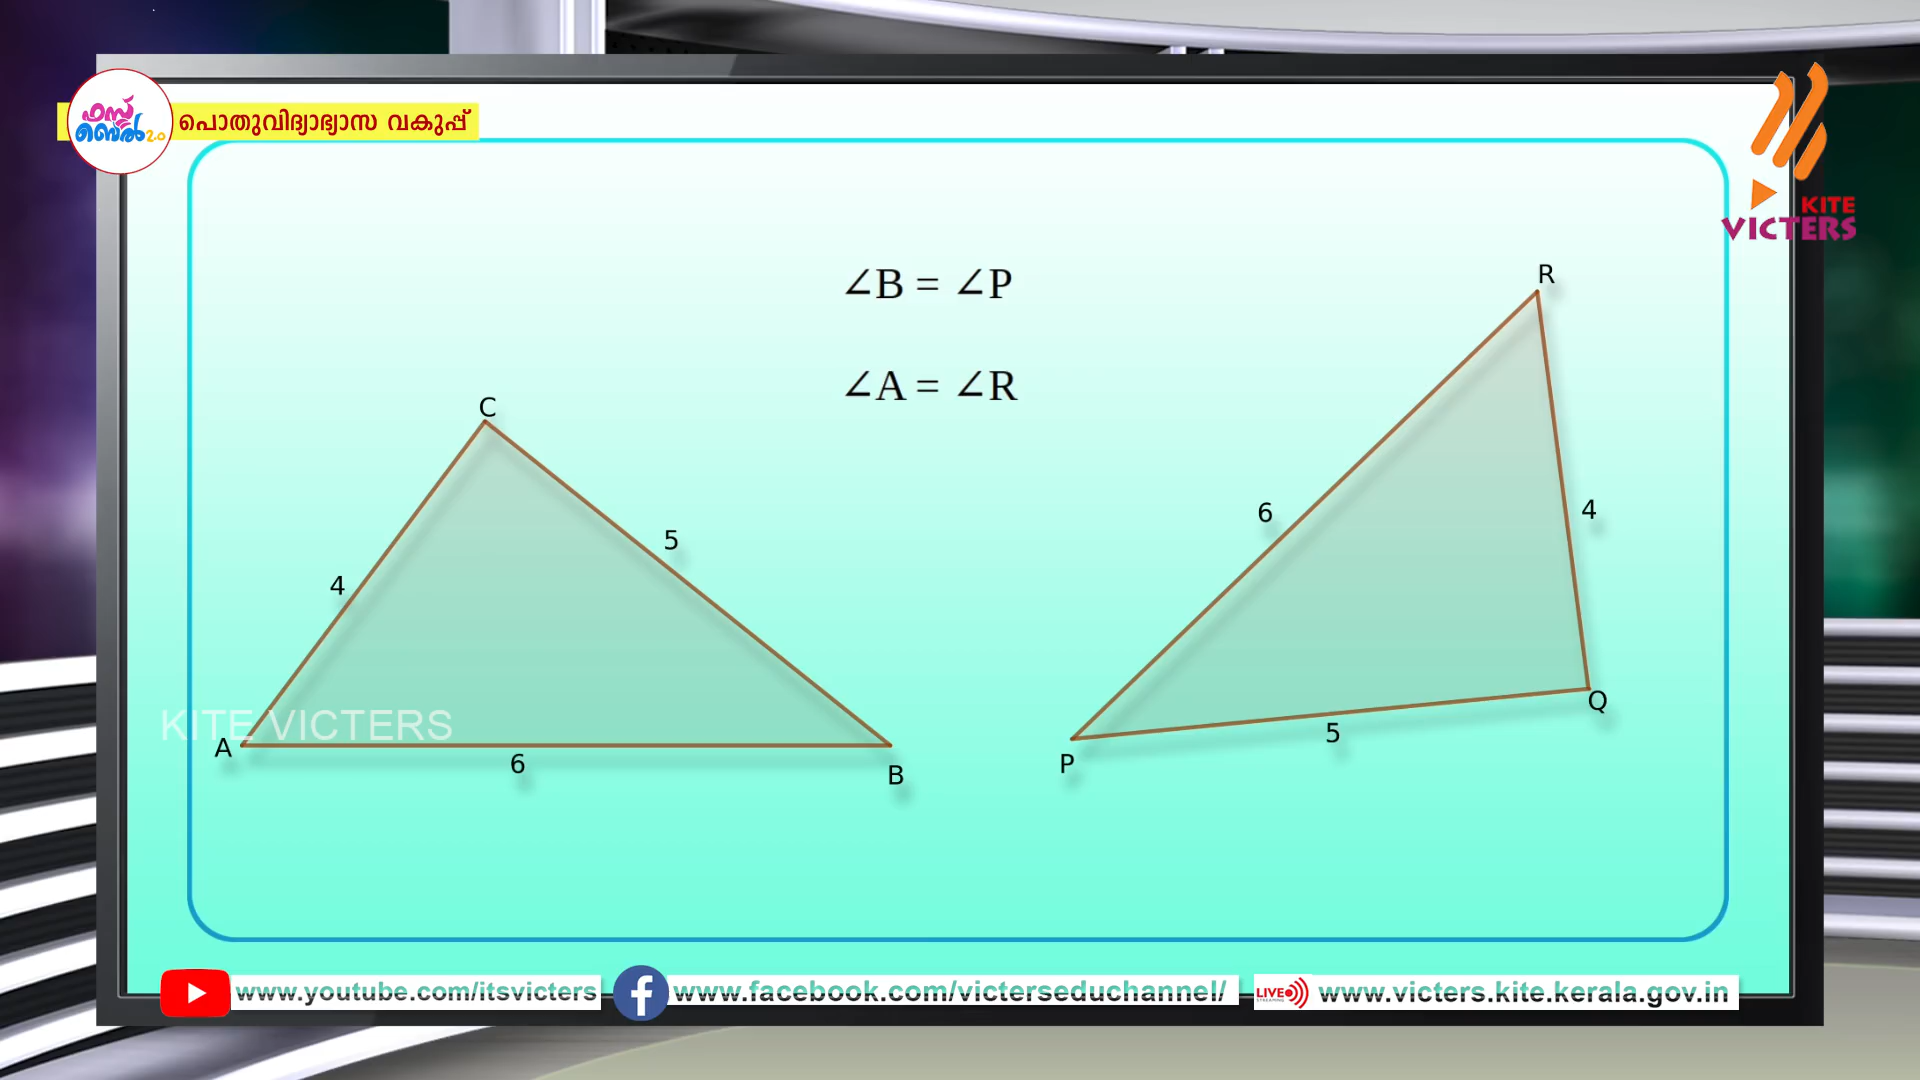 ഫസ്റ്റ്
ബെൽ 2.0
പൊതുവിദ്യാഭ്യാസ വകുപ്പ്
KITE
VICTERS
∠B = ∠P
∠A = ∠R
R
C
6
4
5
4
KITE VICTERS
A
6
B
P
5
Q
www.youtube.com/itsvicters
www.facebook.com/victerseduchannel/
LIVE
STREAMING
www.victers.kite.kerala.gov.in